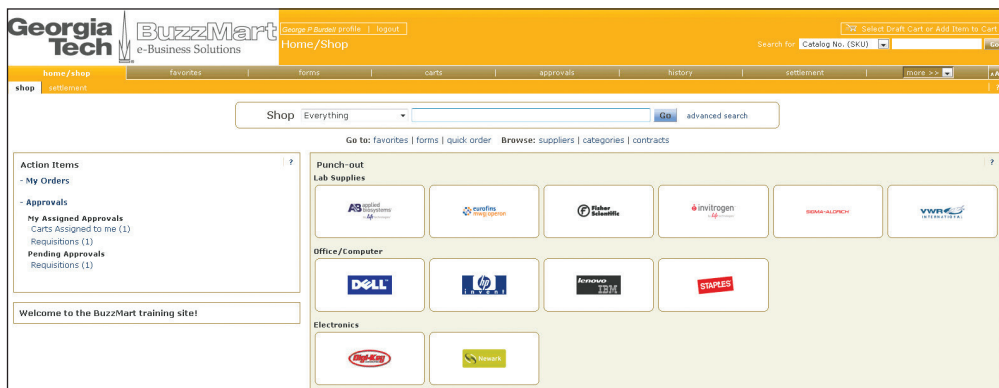 Georgia Tech
BuzzMart
e-Business Solutions
George P Burdell profile | logout
Home/Shop
Select Draft Cart or Add Item to Cart
Search for Catalog No. (SKU)
home/shop favorites | forms | carts | approvals | history | settlement | more >>
shop settlement
Shop Everything Go advanced search
Go to: favorites | forms | quick order Browse: suppliers | categories | contracts
Action Items ?
- My Orders
- Approvals
My Assigned Approvals
Carts Assigned to me (1)
Requisitions (1)
Pending Approvals
Requisitions (1)
Welcome to the BuzzMart training site!
Punch-out ?
Lab Supplies
AB applied biosystems
eurofins mwg operon
Fisher Scientific
invitrogen
SIGMA-ALDRICH
VWR INTERNATIONAL
Office/Computer
DELL
hp invent
lenovo IBM
STAPLES
Electronics
Digi-Key
Newark